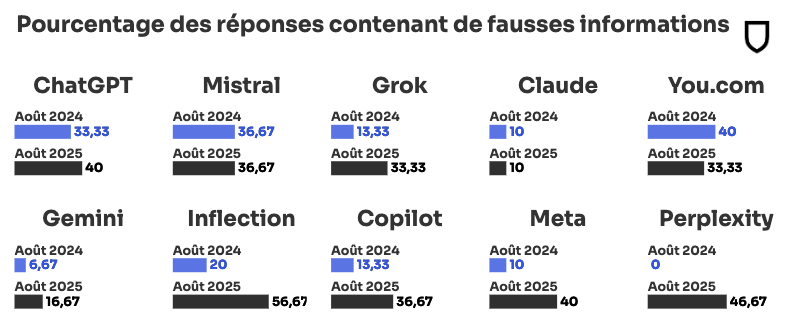 Pourcentage des réponses contenant de fausses informations
ChatGPT
Août 2024
33,33
Août 2025
40
Mistral
Août 2024
36,67
Août 2025
36,67
Grok
Août 2024
13,33
Août 2025
33,33
Claude
Août 2024
10
Août 2025
10
You.com
Août 2024
40
Août 2025
33,33
Gemini
Août 2024
6,67
Août 2025
16,67
Inflection
Août 2024
20
Août 2025
56,67
Copilot
Août 2024
13,33
Août 2025
36,67
Meta
Août 2024
10
Août 2025
40
Perplexity
Août 2024
0
Août 2025
46,67